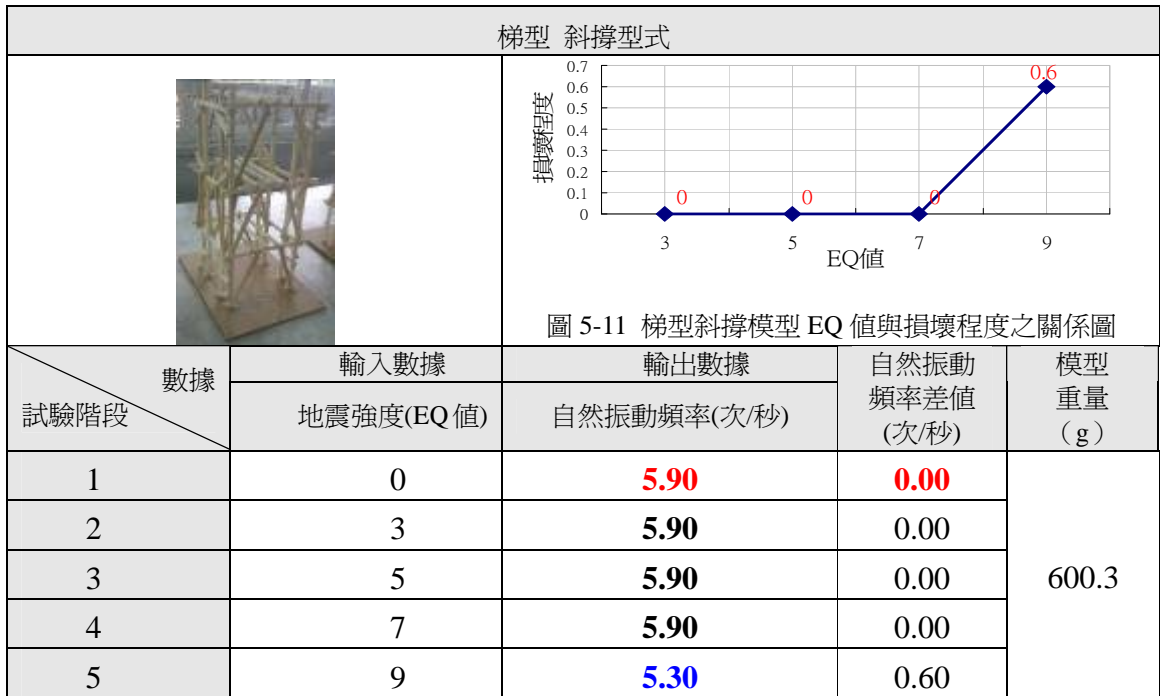 梯型 斜撐型式
0.7
0.6
0.5
0.4
0.3
0.2
0.1
0
損壞程度
0
0
0
0.6
3 5 7 9
EQ值
圖 5-11 梯型斜撐模型 EQ 值與損壞程度之關係圖
數據
試驗階段
輸入數據
輸出數據
自然振動
頻率差值
(次/秒)
模型
重量
（g）
地震強度(EQ值)
自然振動頻率(次/秒)
1 0 5.90 0.00
2 3 5.90 0.00
3 5 5.90 0.00 600.3
4 7 5.90 0.00
5 9 5.30 0.60